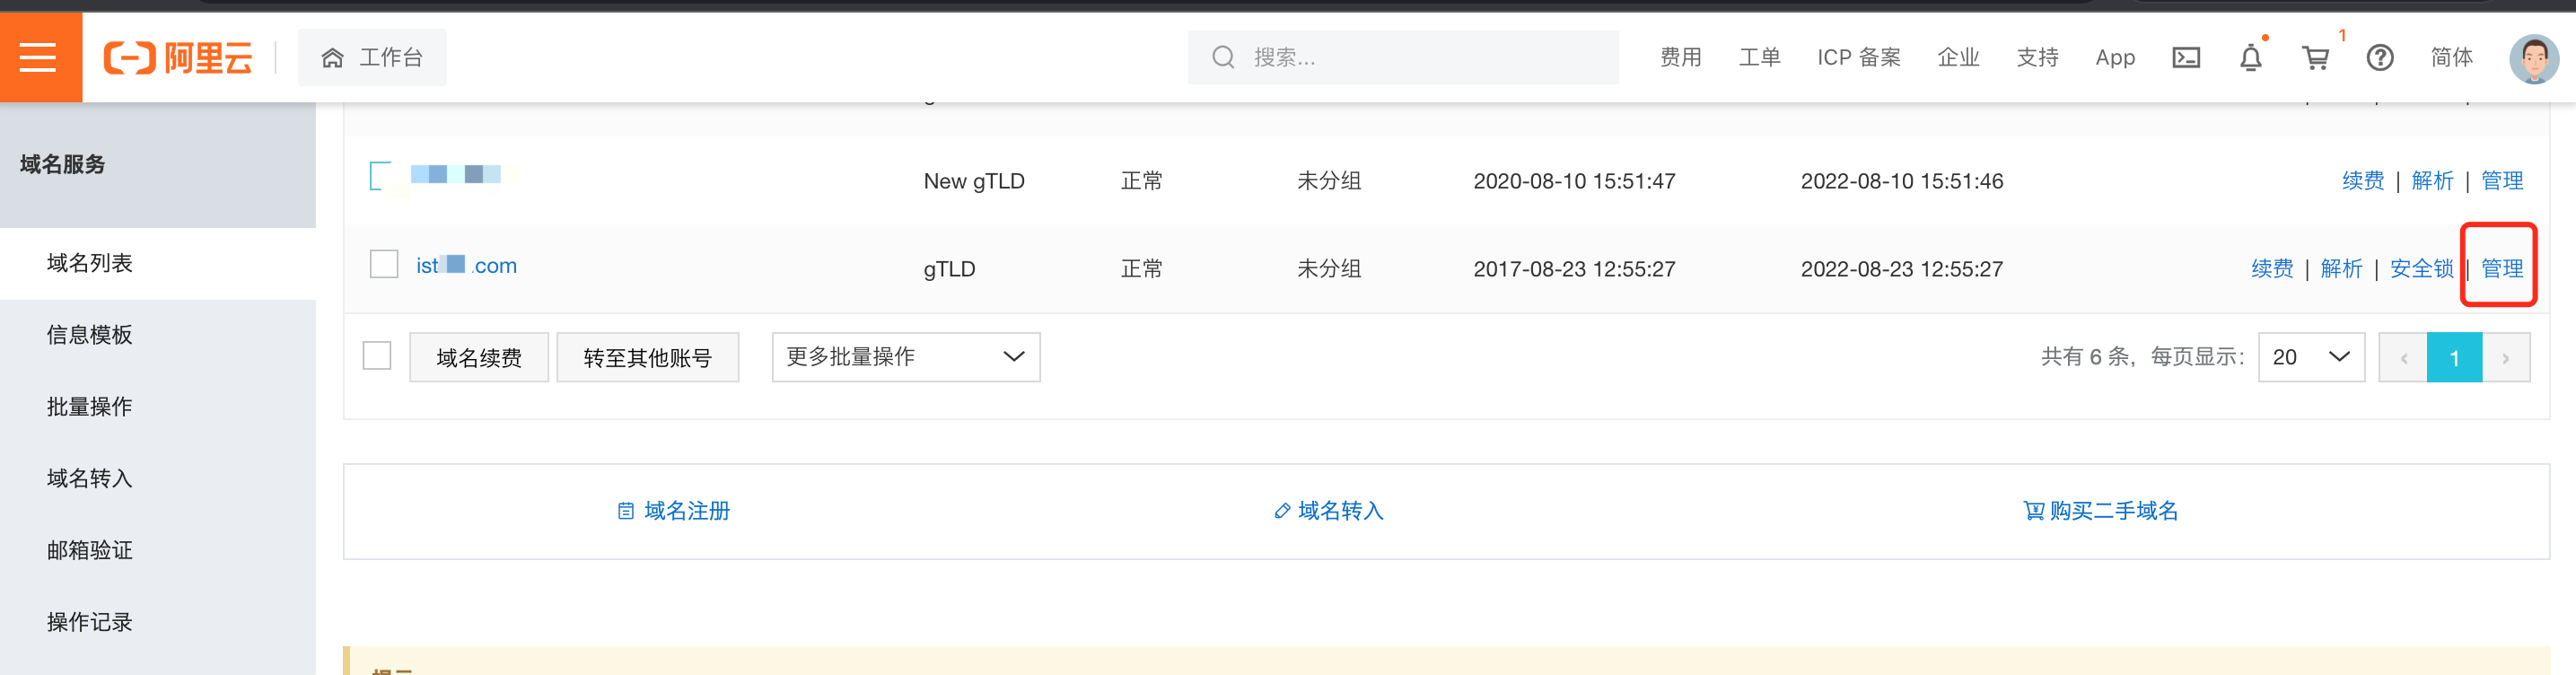 阿里云 工作台 搜索... 费用 工单 ICP 备案 企业 支持 App 1 简体
域名服务
域名列表
信息模板
批量操作
域名转入
邮箱验证
操作记录
New gTLD 正常 未分组 2020-08-10 15:51:47 2022-08-10 15:51:46 续费 | 解析 | 管理
ist .com gTLD 正常 未分组 2017-08-23 12:55:27 2022-08-23 12:55:27 续费 | 解析 | 安全锁 | 管理
域名续费 转至其他账号 更多批量操作 共有 6 条，每页显示： 20 ‹ 1 ›
域名注册 域名转入 购买二手域名